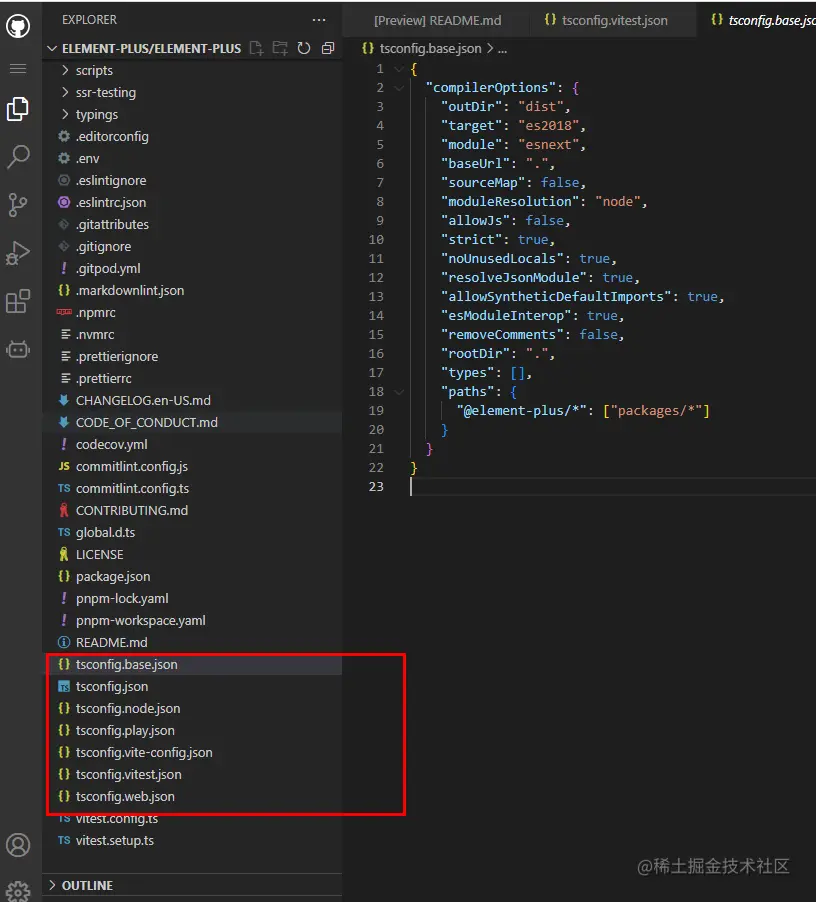 EXPLORER
ELEMENT-PLUS/ELEMENT-PLUS
scripts
ssr-testing
typings
.editorconfig
.env
.eslintignore
.eslintrc.json
.gitattributes
.gitignore
.gitpod.yml
.markdownlint.json
.npmrc
.nvmrc
.prettierignore
.prettierrc
CHANGELOG.en-US.md
CODE_OF_CONDUCT.md
codecov.yml
JS commitlint.config.js
TS commitlint.config.ts
CONTRIBUTING.md
TS global.d.ts
LICENSE
package.json
pnpm-lock.yaml
pnpm-workspace.yaml
README.md
tsconfig.base.json
tsconfig.json
tsconfig.node.json
tsconfig.play.json
tsconfig.vite-config.json
tsconfig.vitest.json
tsconfig.web.json
TS vitest.config.ts
TS vitest.setup.ts
OUTLINE
[Preview] README.md
{} tsconfig.vitest.json
{} tsconfig.base.jso
{} tsconfig.base.json > ...
1 {
2 "compilerOptions": {
3 "outDir": "dist",
4 "target": "es2018",
5 "module": "esnext",
6 "baseUrl": ".",
7 "sourceMap": false,
8 "moduleResolution": "node",
9 "allowJs": false,
10 "strict": true,
11 "noUnusedLocals": true,
12 "resolveJsonModule": true,
13 "allowSyntheticDefaultImports": true,
14 "esModuleInterop": true,
15 "removeComments": false,
16 "rootDir": ".",
17 "types": [],
18 "paths": {
19 "@element-plus/*": ["packages/*"]
20 }
21 }
22 }
23
@稀土掘金技术社区